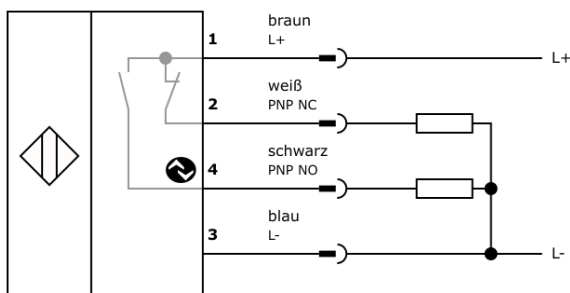 braun
1 L+
L+
weiß
2 PNP NC
schwarz
4 PNP NO
blau
3 L-
L-